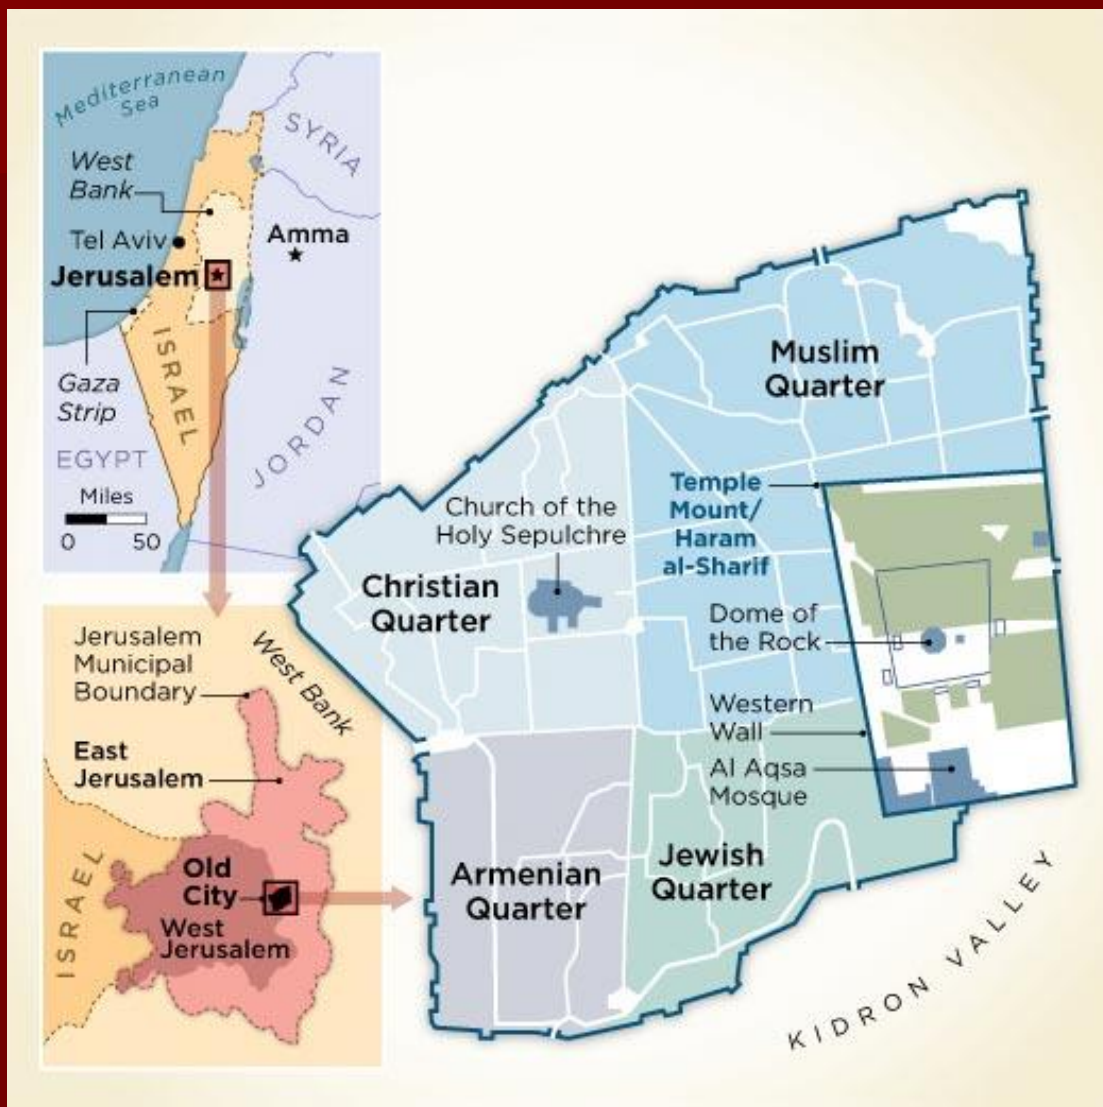 Mediterranean
Sea
SYRIA
West
Bank
Tel Aviv
Amma
Jerusalem
ISRAEL
Gaza
Strip
EGYPT
JORDAN
Miles
0 50
Jerusalem
Municipal
Boundary
West Bank
East
Jerusalem
ISRAEL
Old
City
West
Jerusalem
Muslim
Quarter
Temple
Mount/
Haram
al-Sharif
Church of the
Holy Sepulchre
Christian
Quarter
Dome of
the Rock
Western
Wall
Al Aqsa
Mosque
Armenian
Quarter
Jewish
Quarter
KIDRON VALLEY